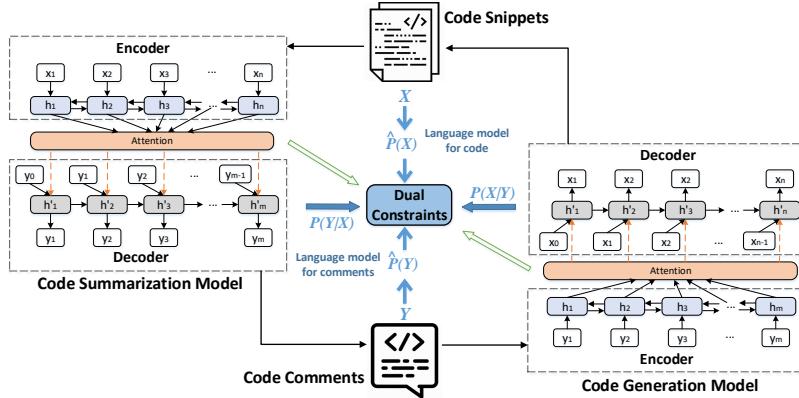 Code Snippets
</>
Encoder
x1 x2 x3 ... xn
h1 h2 h3 ... hn
Attention
y0 y1 y2 ... ym-1
h'1 h'2 h'3 ... h'm
y1 y2 y3 ... ym
Decoder
Code Summarization Model
X
P̂(X)
Language model
for code
Dual
Constraints
P(Y|X)
P(X|Y)
Language model
for comments
P̂(Y)
Y
</>
Code Comments
Decoder
x1 x2 x2 ... xn
h'1 h'2 h'3 ... h'n
x0 x1 x2 ... xn-1
Attention
h1 h2 h3 ... hm
y1 y2 y3 ... ym
Encoder
Code Generation Model